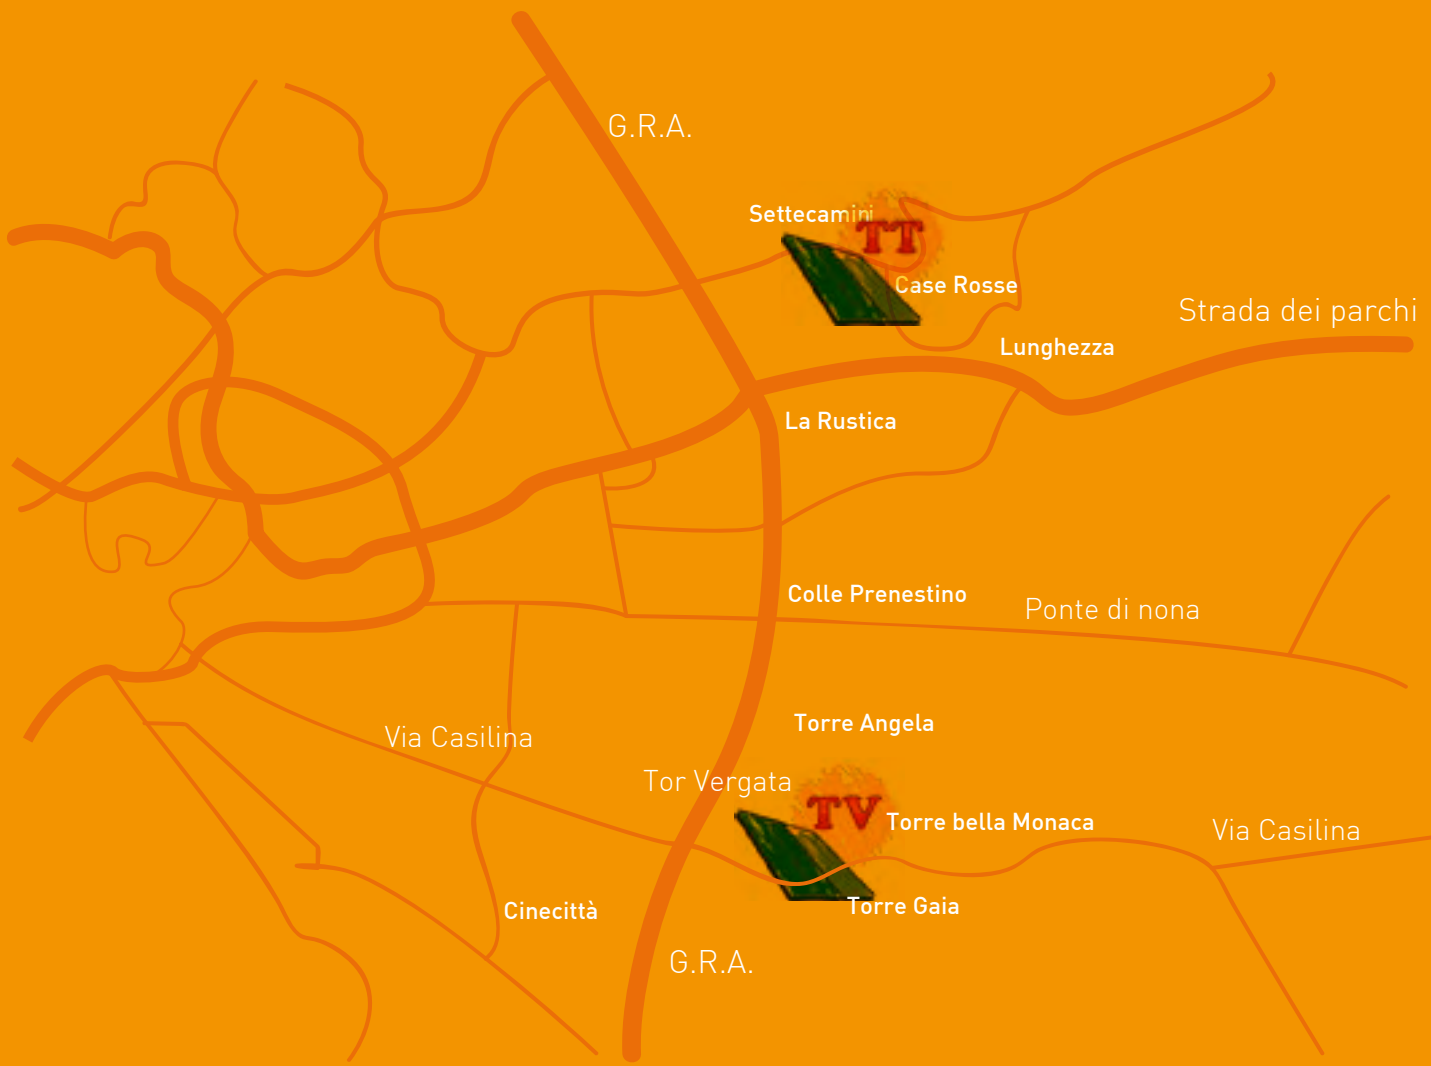 G.R.A.
Settecamini
TT
Case Rosse
Strada dei parchi
Lunghezza
La Rustica
Colle Prenestino
Ponte di nona
Torre Angela
Via Casilina
Tor Vergata
TV
Torre bella Monaca
Via Casilina
Torre Gaia
Cinecittà
G.R.A.